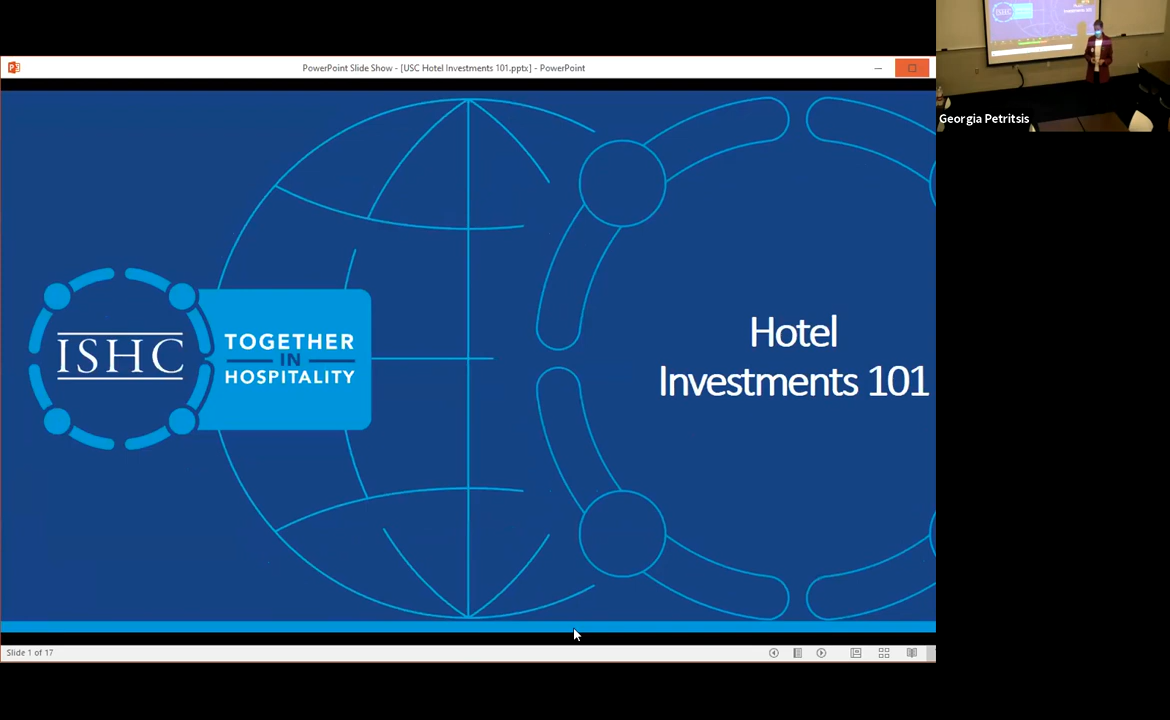 PowerPoint Slide Show - [USC Hotel Investments 101.pptx] - PowerPoint
Georgia Petritsis
ISHC
TOGETHER
IN
HOSPITALITY
Hotel
Investments 101
Slide 1 of 17